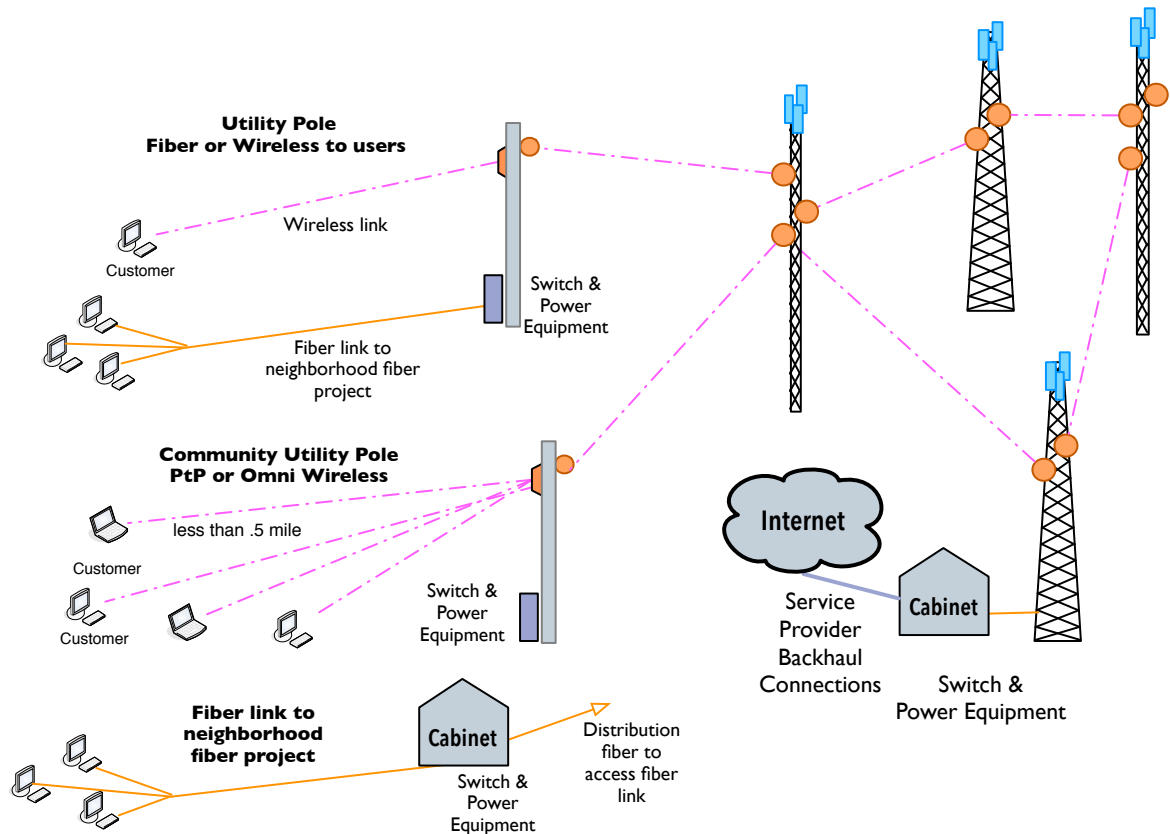 Utility Pole
Fiber or Wireless to users
Wireless link
Customer
Switch &
Power
Equipment
Fiber link to
neighborhood fiber
project
Community Utility Pole
PtP or Omni Wireless
less than .5 mile
Customer
Customer
Switch &
Power
Equipment
Internet
Cabinet
Service
Provider
Backhaul
Connections
Switch &
Power Equipment
Fiber link to
neighborhood
fiber project
Cabinet
Switch &
Power
Equipment
Distribution
fiber to
access fiber
link